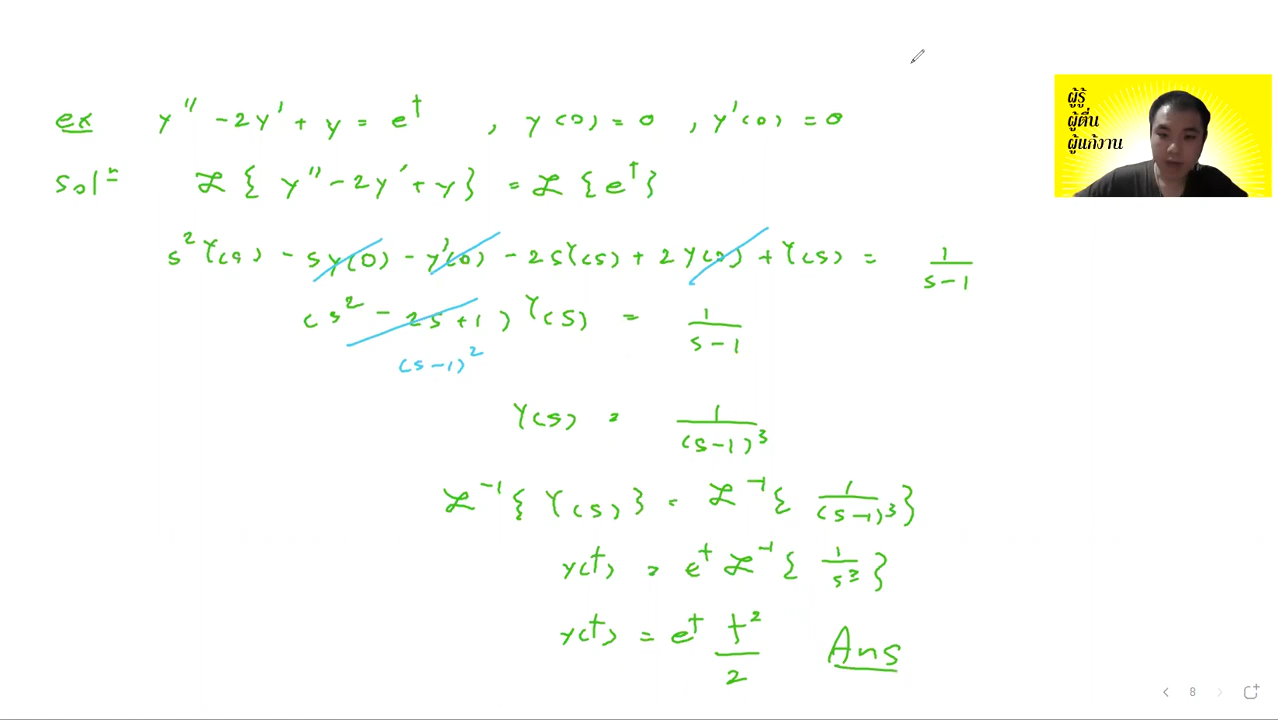 ex y'' - 2y' + y = e^t , y(0) = 0 , y'(0) = 0
ผู้รู้
ผู้ตื่น
ผู้แก้งาน
Solⁿ ℒ{ y'' - 2y' + y } = ℒ{e^t}
s²Y(s) - sy(0) - y'(0) - 2sY(s) + 2y(0) + Y(s) = 1/(s-1)
(s² - 2s + 1) Y(s) = 1/(s-1)
(s-1)²
Y(s) = 1/(s-1)³
ℒ⁻¹{ Y(s) } = ℒ⁻¹{ 1/(s-1)³ }
y(t) = e^t ℒ⁻¹{ 1/s³ }
y(t) = e^t t²/2 Ans
8